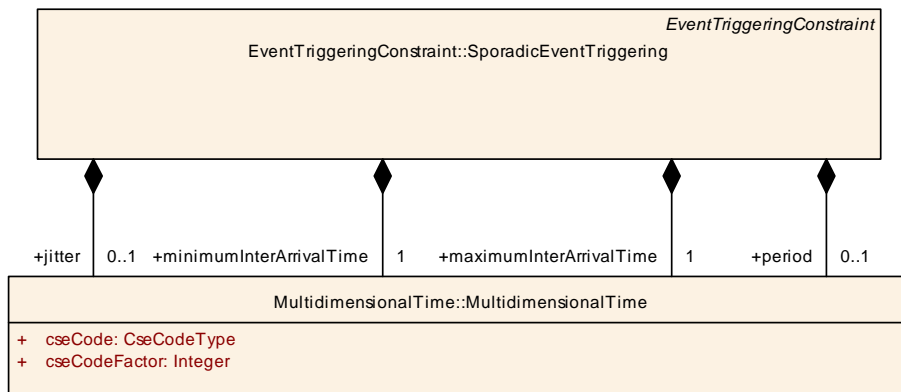 EventTriggeringConstraint
EventTriggeringConstraint::SporadicEventTriggering
+jitter 0..1 +minimumInterArrivalTime 1 +maximumInterArrivalTime 1 +period 0..1
MultidimensionalTime::MultidimensionalTime
+ cseCode: CseCodeType
+ cseCodeFactor: Integer